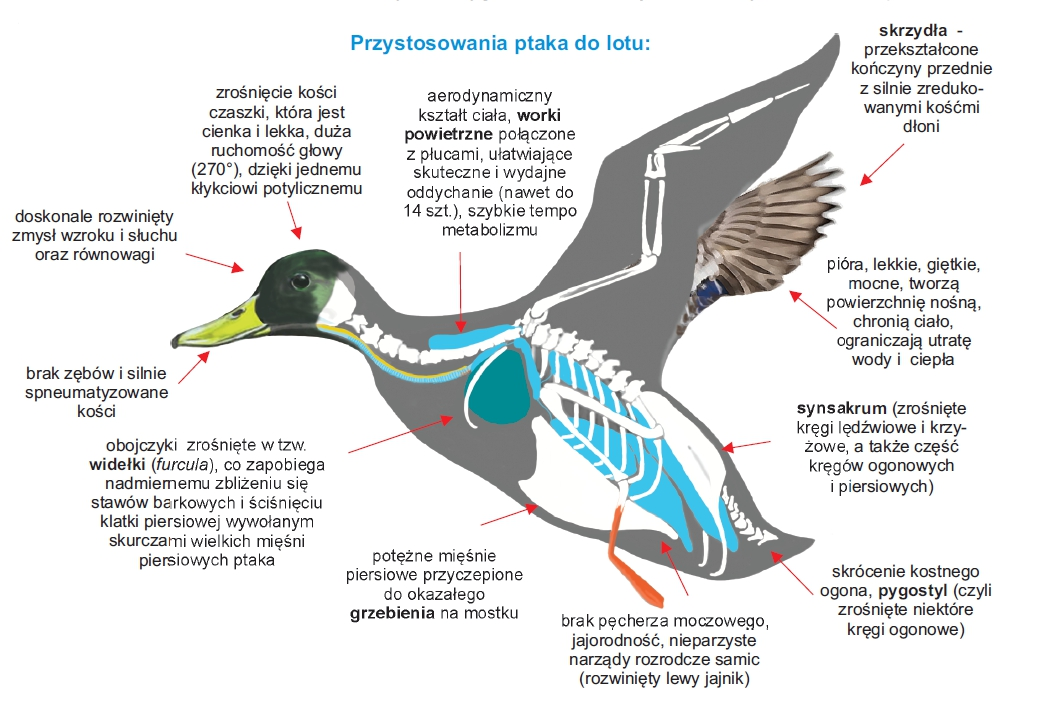 Przystosowania ptaka do lotu:
skrzydła -
przekształcone
kończyny przednie
z silnie zreduko-
wanymi kośćmi
dłoni
zrośnięcie kości
czaszki, która jest
cienka i lekka, duża
ruchomość głowy
(270°), dzięki jednemu
kłykciowi potylicznemu
aerodynamiczny
kształt ciała, worki
powietrzne połączone
z płucami, ułatwiające
skuteczne i wydajne
oddychanie (nawet do
14 szt.), szybkie tempo
metabolizmu
doskonale rozwinięty
zmysł wzroku i słuchu
oraz równowagi
pióra, lekkie, giętkie,
mocne, tworzą
powierzchnię nośną,
chronią ciało,
ograniczają utratę
wody i ciepła
brak zębów i silnie
spneumatyzowane
kości
synsakrum (zrośnięte
kręgi lędźwiowe i krzy-
żowe, a także część
kręgów ogonowych
i piersiowych)
obojczyki zrośnięte w tzw.
widełki (furcula), co zapobiega
nadmiernemu zbliżeniu się
stawów barkowych i ściśnięciu
klatki piersiowej wywołanym
skurczami wielkich mięśni
piersiowych ptaka
potężne mięśnie
piersiowe przyczepione
do okazałego
grzebienia na mostku
skrócenie kostnego
ogona, pygostyl (czyli
zrośnięte niektóre
kręgi ogonowe)
brak pęcherza moczowego,
jajorodność, nieparzyste
narządy rozrodcze samic
(rozwinięty lewy jajnik)